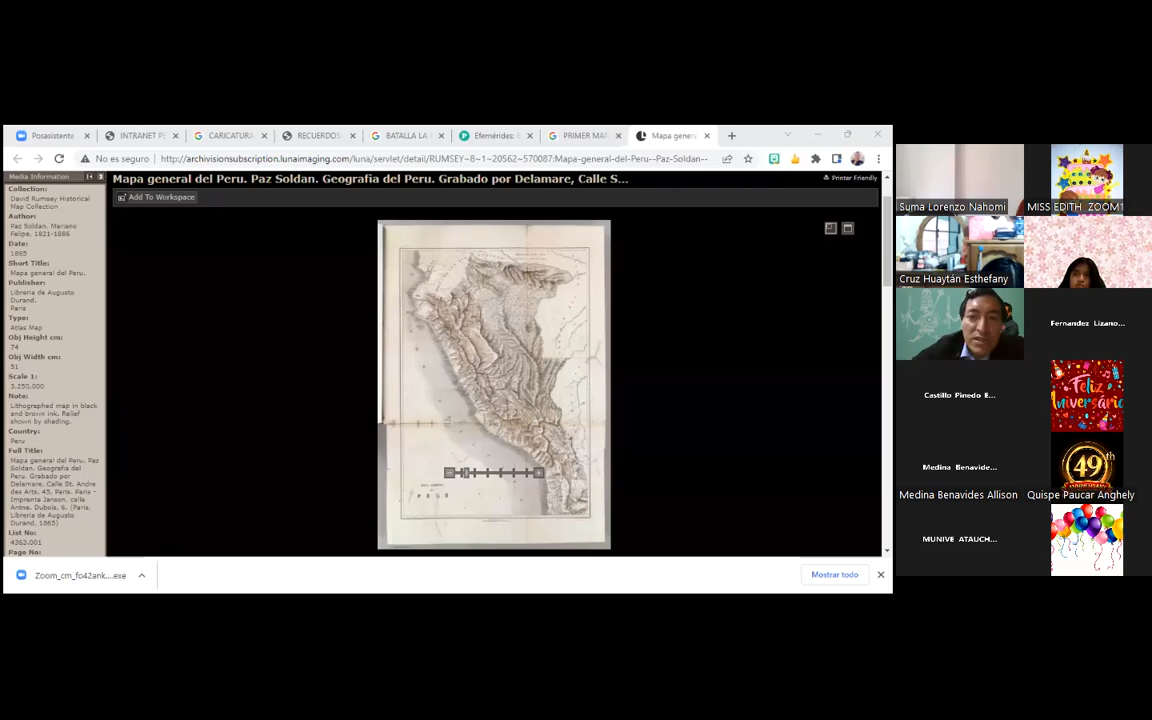 Posasistente
INTRANET PE
CARICATURA
RECUERDOS
BATALLA LA
Efemérides:
PRIMER MAP
Mapa genera
No es seguro
http://archivisionsubscription.lunaimaging.com/luna/servlet/detail/RUMSEY~8~1~20562~570087:Mapa-general-del-Peru--Paz-Soldan--
Media Information
Mapa general del Peru. Paz Soldan. Geografia del Peru. Grabado por Delamare, Calle S...
Printer Friendly
Add To Workspace
Collection:
David Rumsey Historical
Map Collection
Author:
Paz Soldan, Mariano
Felipe, 1821-1886
Date:
1865
Short Title:
Mapa general del Peru.
Publisher:
Libreria de Augusto
Durand.
Paris
Type:
Atlas Map
Obj Height cm:
74
Obj Width cm:
51
Scale 1:
3,250,000
Note:
Lithographed map in black
and brown ink. Relief
shown by shading.
Country:
Peru
Full Title:
Mapa general del Peru. Paz
Soldan. Geografia del
Peru. Grabado por
Delamare, Calle St. Andre
des Arts, 45, Paris. Paris -
Imprenta Janson, calle
Antne. Dubois, 6. (Paris,
Libreria de Augusto
Durand, 1865)
List No:
4363.001
Page No:
PERU
Zoom_cm_fo42ank....exe
Mostrar todo
Suma Lorenzo Nahomi
MISS EDITH ZOOM1
Cruz Huaytán Esthefany
Fernandez Lizano...
Castillo Pinedo E...
Feliz
Aniversário
Medina Benavide...
49th
Medina Benavides Allison
Quispe Paucar Anghely
MUNIVE ATAUCH...